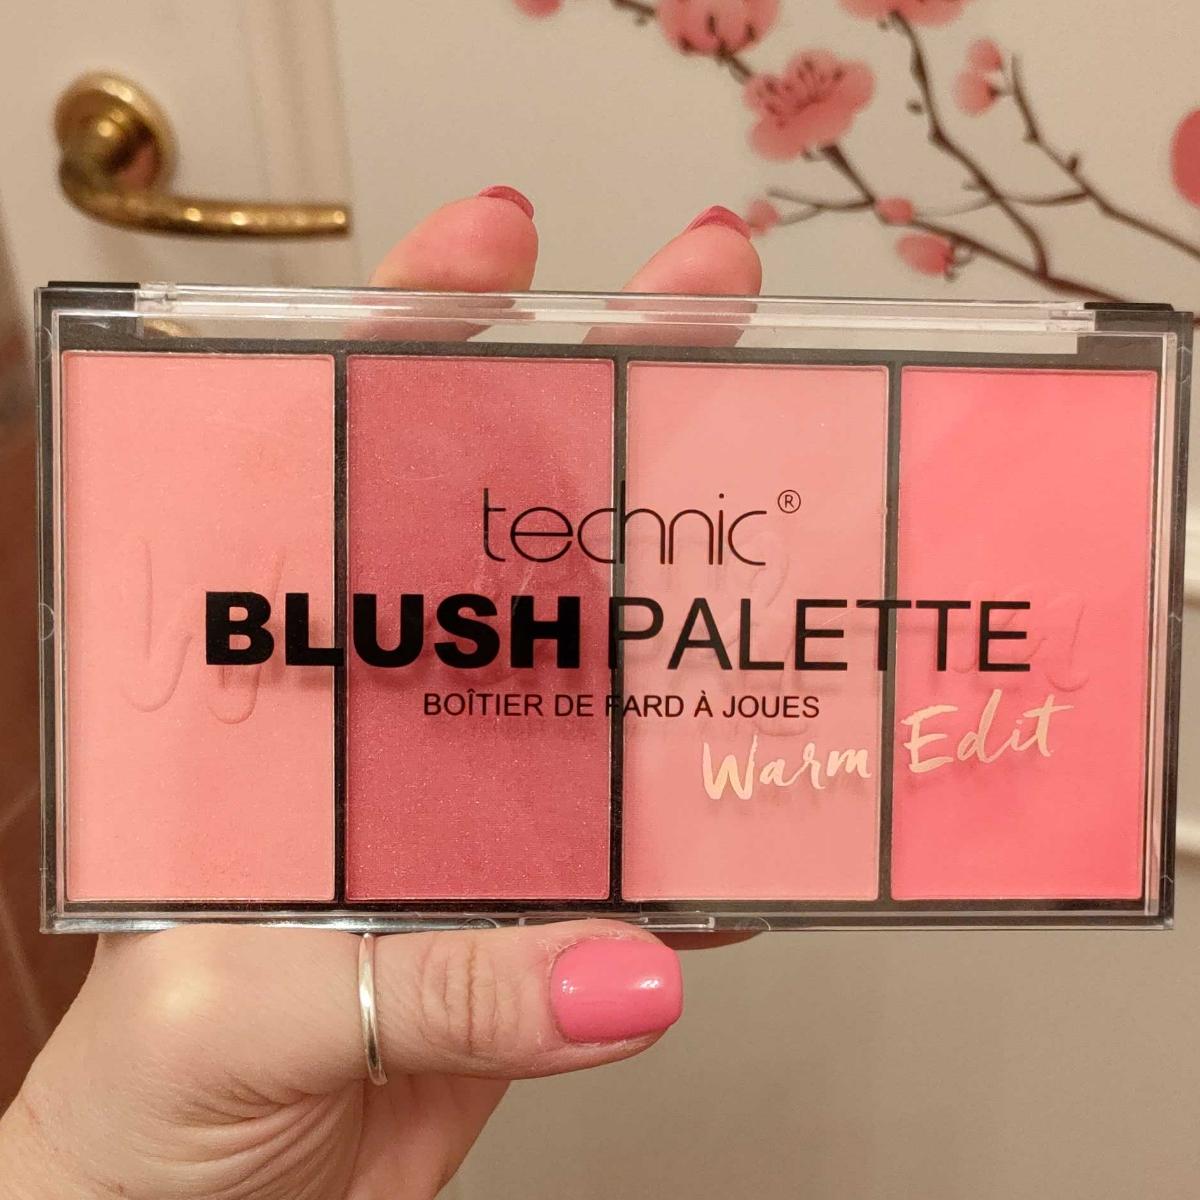 technic®
BLUSH PALETTE
BOÎTIER DE FARD À JOUES
Warm Edit